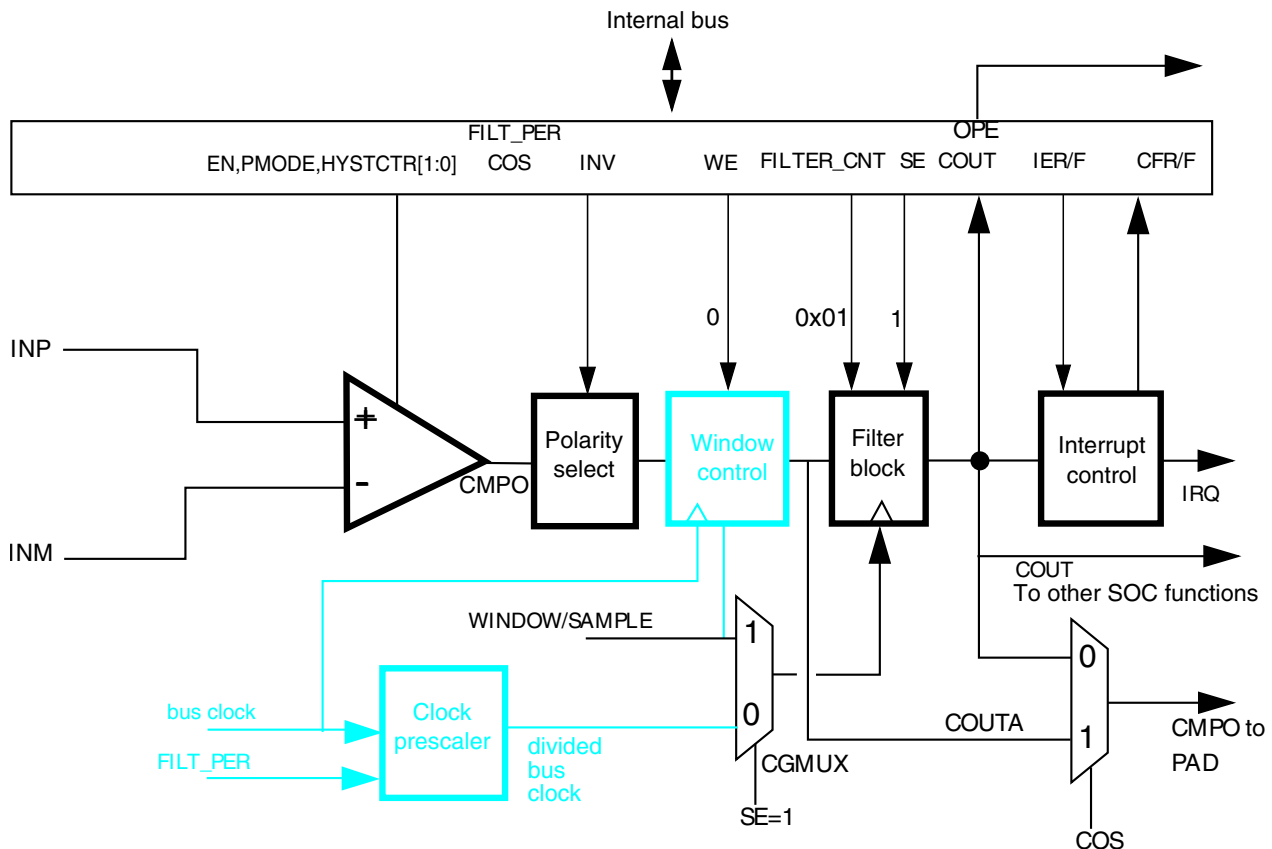 Internal bus
FILT_PER
OPE
EN,PMODE,HYSTCTR[1:0]
COS
INV
WE
FILTER_CNT
SE
COUT
IER/F
CFR/F
0
0x01
1
INP
+
-
INM
CMPO
Polarity
select
Window
control
Filter
block
Interrupt
control
IRQ
COUT
To other SOC functions
WINDOW/SAMPLE
1
0
CGMUX
SE=1
bus clock
FILT_PER
Clock
prescaler
divided
bus
clock
COUTA
0
1
COS
CMPO to
PAD